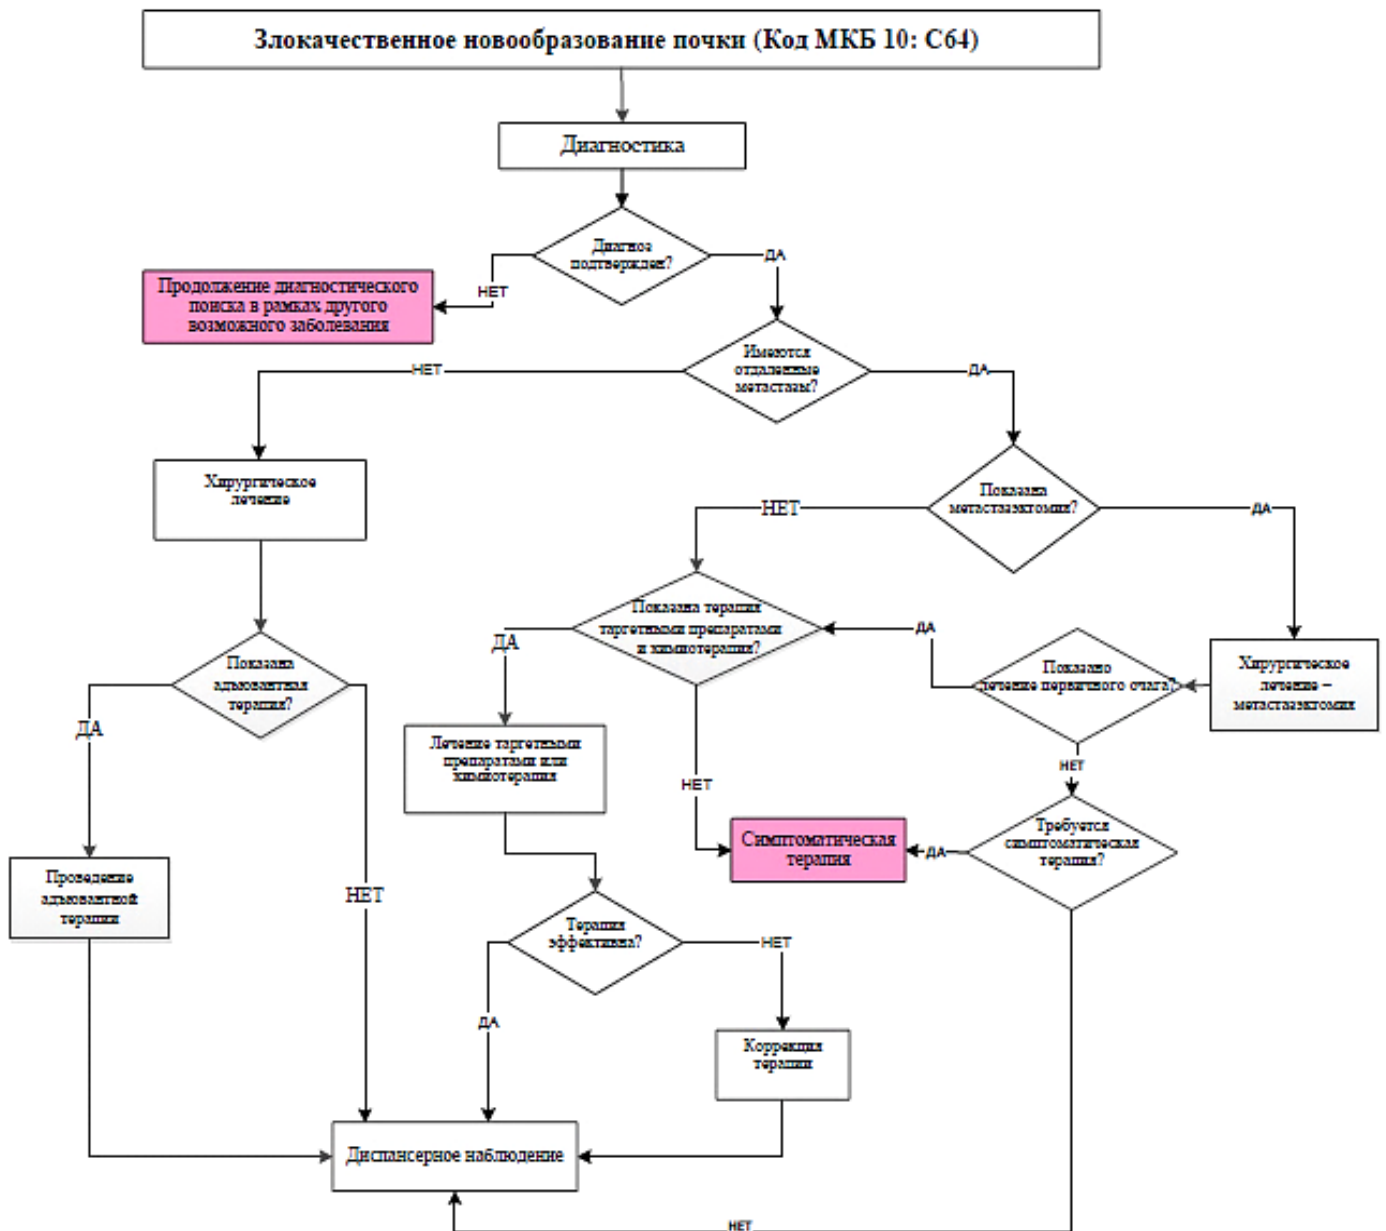 Злокачественное новообразование почки (Код МКБ 10: C64)
Диагностика
Диагноз
подтвержден?
НЕТ
ДА
Продолжение диагностического
поиска в рамках другого
возможного заболевания
Имеются
отдаленные
метастазы?
НЕТ
ДА
Хирургическое
лечение
Показана
метастазэктомия?
НЕТ
ДА
Показана терапия
таргетными препаратами
и химиотерапия?
ДА
ДА
Показано
лечение первичного очага?
Хирургическое
лечение –
метастазэктомия
Показана
адъювантная
терапия?
ДА
Лечение таргетными
препаратами или
химиотерапия
НЕТ
НЕТ
Симптоматическая
терапия
ДА
Требуется
симптоматическая
терапия?
Проведение
адъювантной
терапии
НЕТ
Терапия
эффективна?
НЕТ
ДА
Коррекция
терапии
Диспансерное наблюдение
НЕТ